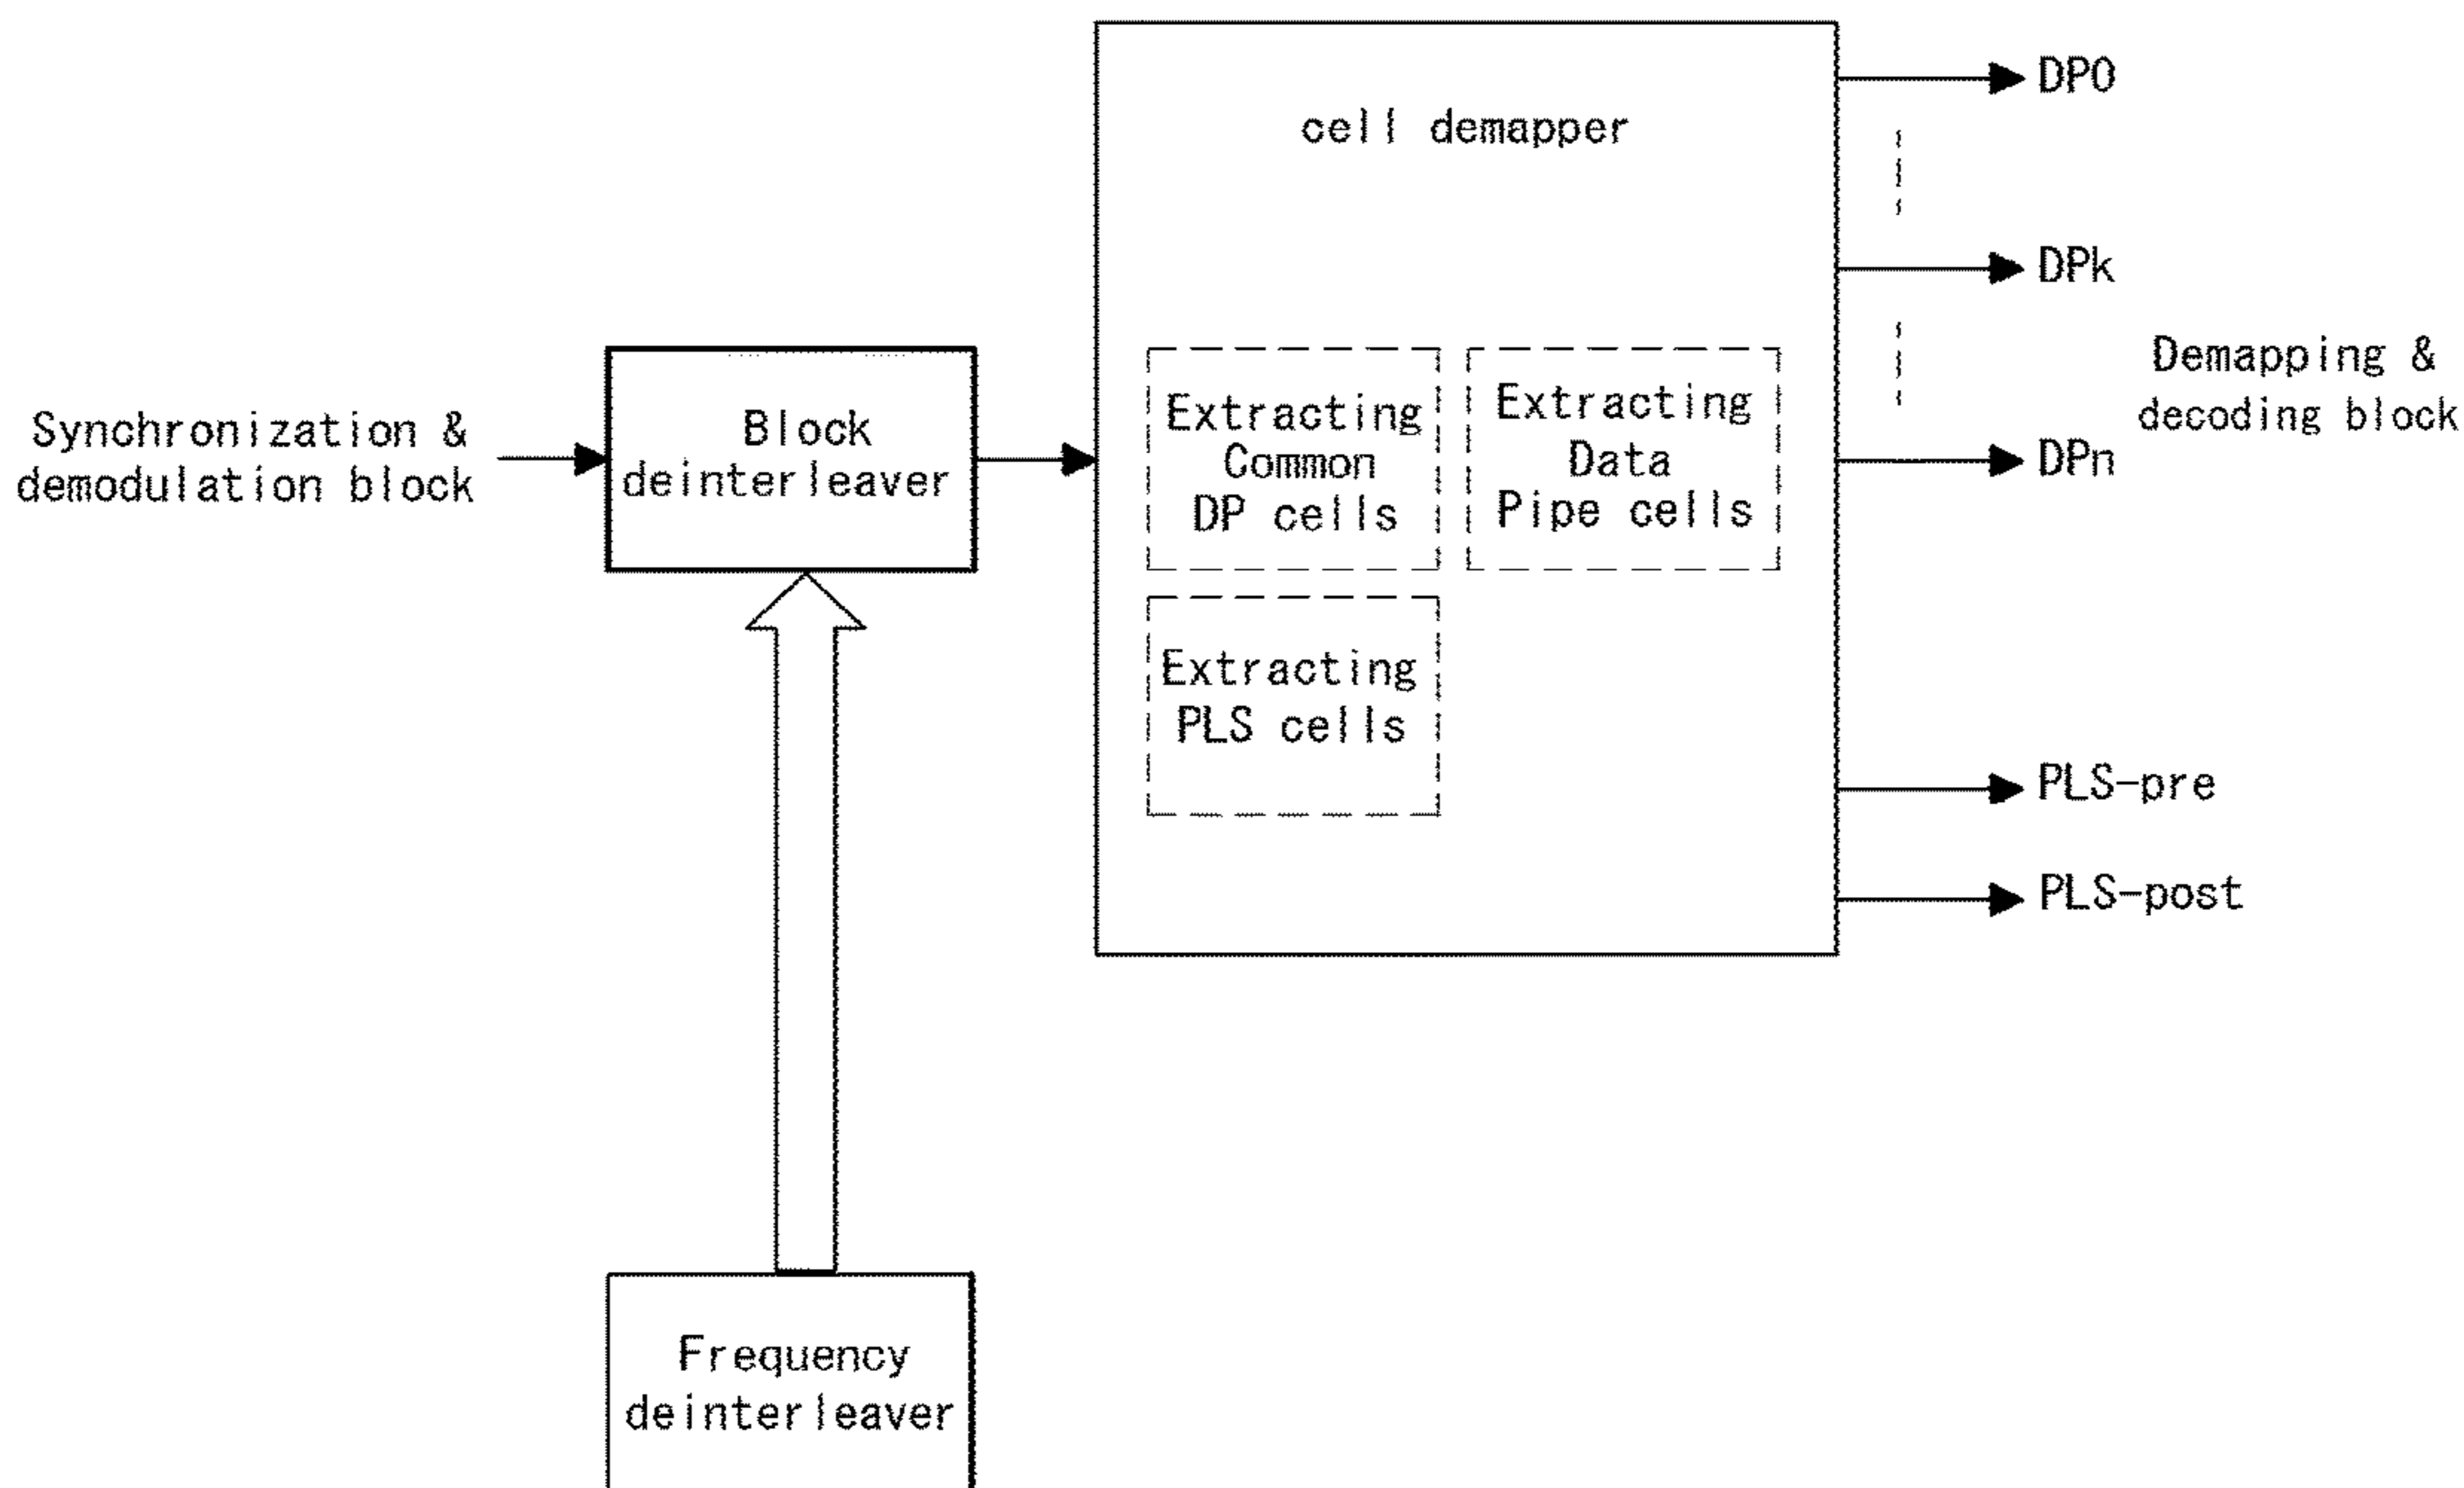 Synchronization &
demodulation block
Block
deinterleaver
Frequency
deinterleaver
cell demapper
Extracting
Common
DP cells
Extracting
Data
Pipe cells
Extracting
PLS cells
DP0
DPk
DPn
PLS-pre
PLS-post
Demapping &
decoding block